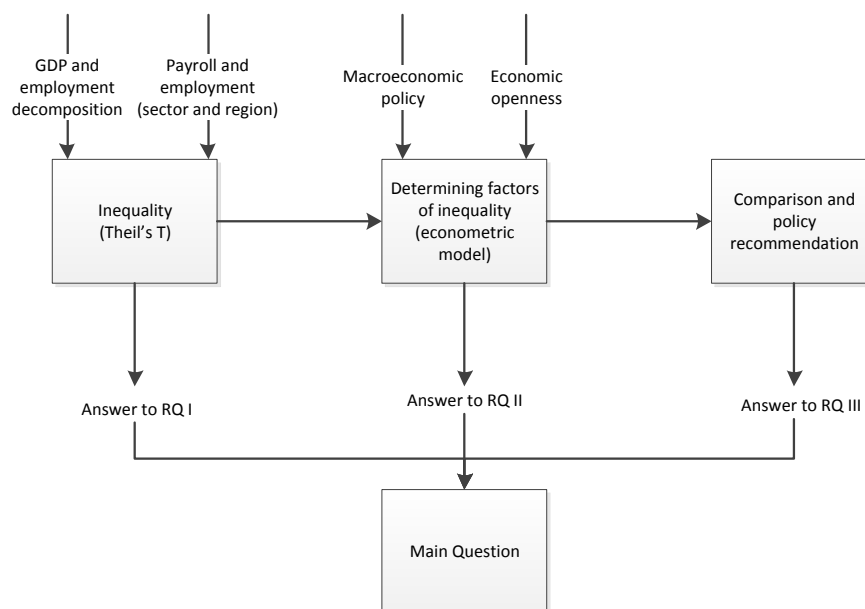 GDP and
employment
decomposition
Payroll and
employment
(sector and region)
Macroeconomic
policy
Economic
openness
Inequality
(Theil’s T)
Determining factors
of inequality
(econometric
model)
Comparison and
policy
recommendation
Answer to RQ I
Answer to RQ II
Answer to RQ III
Main Question